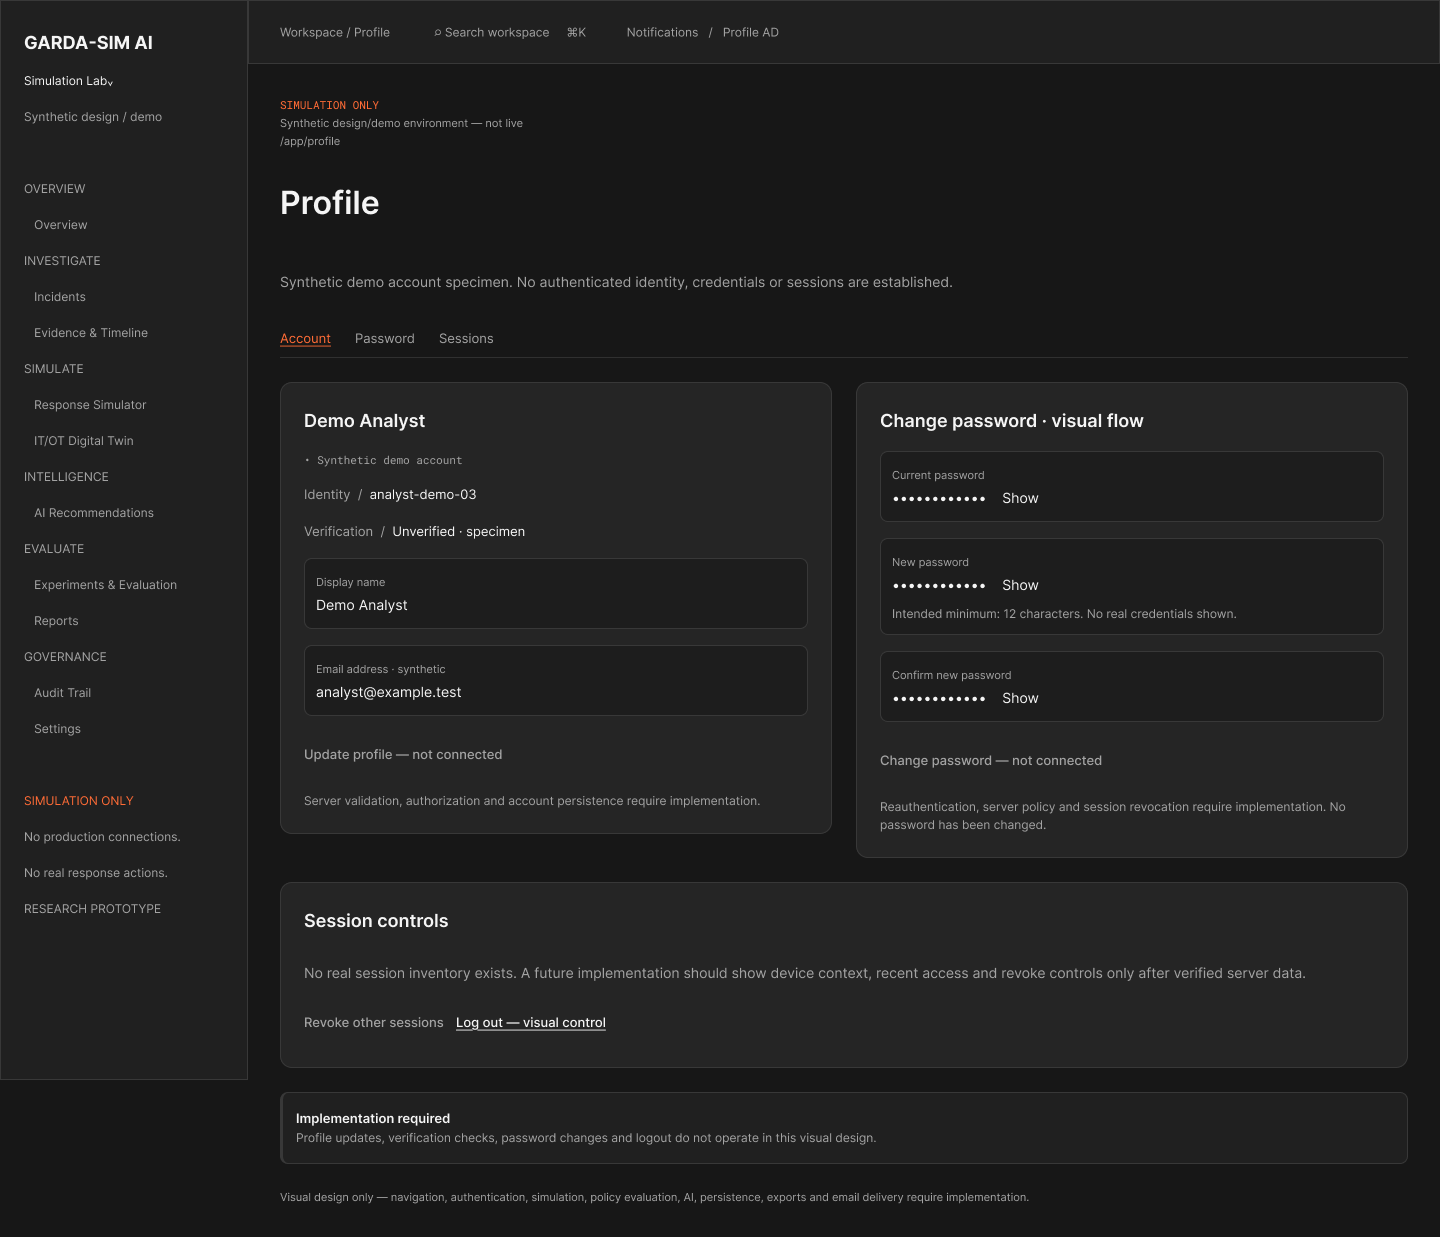 GARDA-SIM AI
Simulation Lab
Synthetic design / demo
OVERVIEW
Overview
INVESTIGATE
Incidents
Evidence & Timeline
SIMULATE
Response Simulator
IT/OT Digital Twin
INTELLIGENCE
AI Recommendations
EVALUATE
Experiments & Evaluation
Reports
GOVERNANCE
Audit Trail
Settings
SIMULATION ONLY
No production connections.
No real response actions.
RESEARCH PROTOTYPE
Workspace / Profile ⌕ Search workspace ⌘K Notifications / Profile AD
SIMULATION ONLY
Synthetic design/demo environment — not live
/app/profile
Profile
Synthetic demo account specimen. No authenticated identity, credentials or sessions are established.
Account Password Sessions
Demo Analyst
• Synthetic demo account
Identity / analyst-demo-03
Verification / Unverified · specimen
Display name
Demo Analyst
Email address · synthetic
analyst@example.test
Update profile — not connected
Server validation, authorization and account persistence require implementation.
Change password · visual flow
Current password
•••••••••••• Show
New password
•••••••••••• Show
Intended minimum: 12 characters. No real credentials shown.
Confirm new password
•••••••••••• Show
Change password — not connected
Reauthentication, server policy and session revocation require implementation. No
password has been changed.
Session controls
No real session inventory exists. A future implementation should show device context, recent access and revoke controls only after verified server data.
Revoke other sessions Log out — visual control
Implementation required
Profile updates, verification checks, password changes and logout do not operate in this visual design.
Visual design only — navigation, authentication, simulation, policy evaluation, AI, persistence, exports and email delivery require implementation.